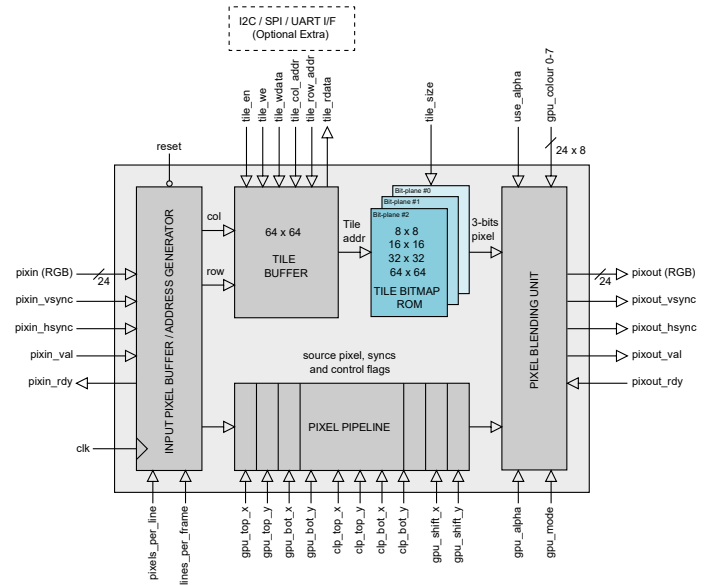 I2C / SPI / UART I/F
(Optional Extra)
tile_en
tile_we
tile_wdata
tile_col_addr
tile_row_addr
tile_rdata
tile_size
use_alpha
gpu_colour 0-7
24 x 8
reset
INPUT PIXEL BUFFER / ADDRESS GENERATOR
col
row
64 x 64
TILE
BUFFER
Tile
addr
Bit-plane #0
Bit-plane #1
Bit-plane #2
8 x 8
16 x 16
32 x 32
64 x 64
TILE BITMAP
ROM
3-bits
pixel
PIXEL BLENDING UNIT
pixin (RGB)
24
pixin_vsync
pixin_hsync
pixin_val
pixin_rdy
clk
pixout (RGB)
24
pixout_vsync
pixout_hsync
pixout_val
pixout_rdy
source pixel, syncs
and control flags
PIXEL PIPELINE
pixels_per_line
lines_per_frame
gpu_top_x
gpu_top_y
gpu_bot_x
gpu_bot_y
clp_top_x
clp_top_y
clp_bot_x
clp_bot_y
gpu_shift_x
gpu_shift_y
gpu_alpha
gpu_mode